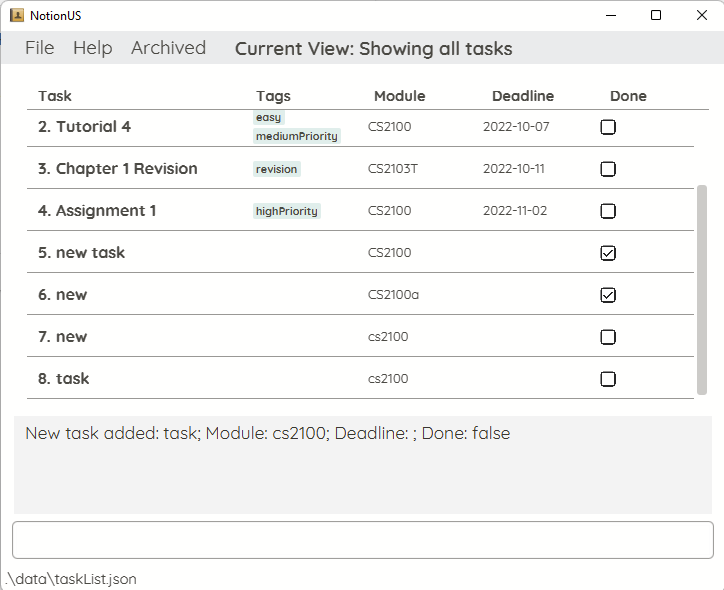 NotionUS
File Help Archived Current View: Showing all tasks
Task Tags Module Deadline Done
2. Tutorial 4 easy mediumPriority CS2100 2022-10-07
3. Chapter 1 Revision revision CS2103T 2022-10-11
4. Assignment 1 highPriority CS2100 2022-11-02
5. new task CS2100
6. new CS2100a
7. new cs2100
8. task cs2100
New task added: task; Module: cs2100; Deadline: ; Done: false
.\data\taskList.json